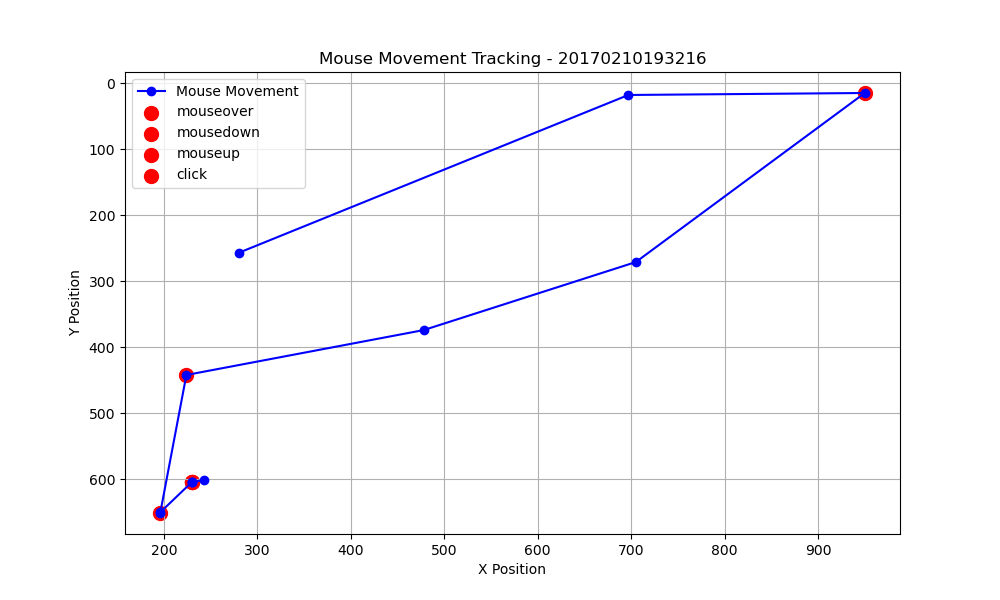 Mouse Movement Tracking - 20170210193216
Mouse Movement
mouseover
mousedown
mouseup
click
Y Position
0
100
200
300
400
500
600
200 300 400 500 600 700 800 900
X Position